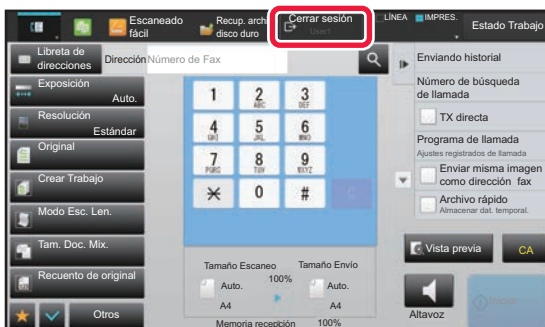 Escaneado fácil
Recup. arch
disco duro
Cerrar sesión
User1
LÍNEA
IMPRES.
Estado Trabajo
Libreta de direcciones
Dirección
Número de Fax
Exposición
Auto.
Resolución
Estándar
Original
Crear Trabajo
Modo Esc. Len.
Tam. Doc. Mix.
Recuento de original
Otros
1
2
ABC
3
DEF
4
GHI
5
JKL
6
MNO
7
PQRS
8
TUV
9
WXYZ
0
#
C
Tamaño Escaneo
100%
Tamaño Envío
Auto.
A4
Auto.
A4
Memoria recepción
100%
Enviando historial
Número de búsqueda
de llamada
TX directa
Programa de llamada
Ajustes registrados de llamada
Enviar misma imagen
como dirección fax
Archivo rápido
Almacenar dat. temporal.
Vista previa
CA
Altavoz
Iniciar